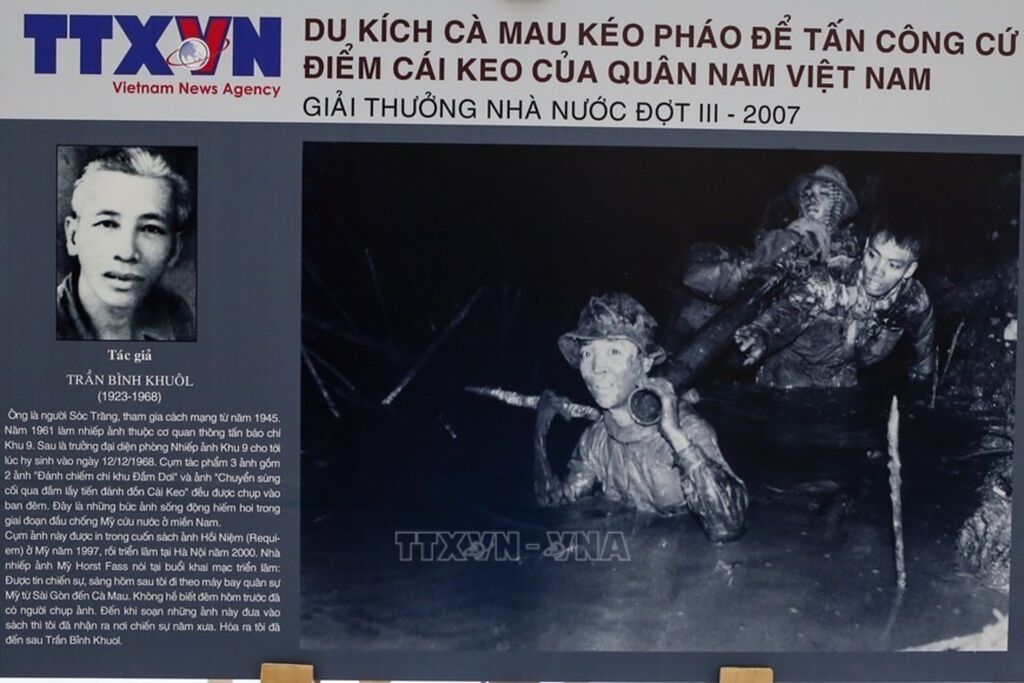 TTXVN
Vietnam News Agency
DU KÍCH CÀ MAU KÉO PHÁO ĐỂ TẤN CÔNG CỨ
ĐIỂM CÁI KEO CỦA QUÂN NAM VIỆT NAM
GIẢI THƯỞNG NHÀ NƯỚC ĐỢT III - 2007
Tác giả
TRẦN BỈNH KHUÔL
(1923-1968)
Ông là người Sóc Trăng, tham gia cách mạng từ năm 1945.
Năm 1961 làm nhiếp ảnh thuộc cơ quan thông tấn báo chí
Khu 9. Sau là trưởng đại diện phòng Nhiếp ảnh Khu 9 cho tới
lúc hy sinh vào ngày 12/12/1968. Cụm tác phẩm 3 ảnh gồm
2 ảnh "Đánh chiếm chi khu Đầm Dơi" và ảnh "Chuyển súng
cối qua đầm lầy tiến đánh đồn Cái Keo" đều được chụp vào
ban đêm. Đây là những bức ảnh sống động hiếm hoi trong
giai đoạn đầu chống Mỹ cứu nước ở miền Nam.
Cụm ảnh này được in trong cuốn sách ảnh Hồi Niệm (Requi-
em) ở Mỹ năm 1997, rồi triển lãm tại Hà Nội năm 2000. Nhà
nhiếp ảnh Mỹ Horst Fass nói tại buổi khai mạc triển lãm:
Được tin chiến sự, sáng hôm sau tôi đi theo máy bay quân sự
Mỹ từ Sài Gòn đến Cà Mau. Không hề biết đêm hôm trước đã
có người chụp ảnh. Đến khi soạn những ảnh này đưa vào
sách thì tôi đã nhận ra nơi chiến sự năm xưa. Hóa ra tôi đã
đến sau Trần Bỉnh Khuol.
TTXVN - VNA